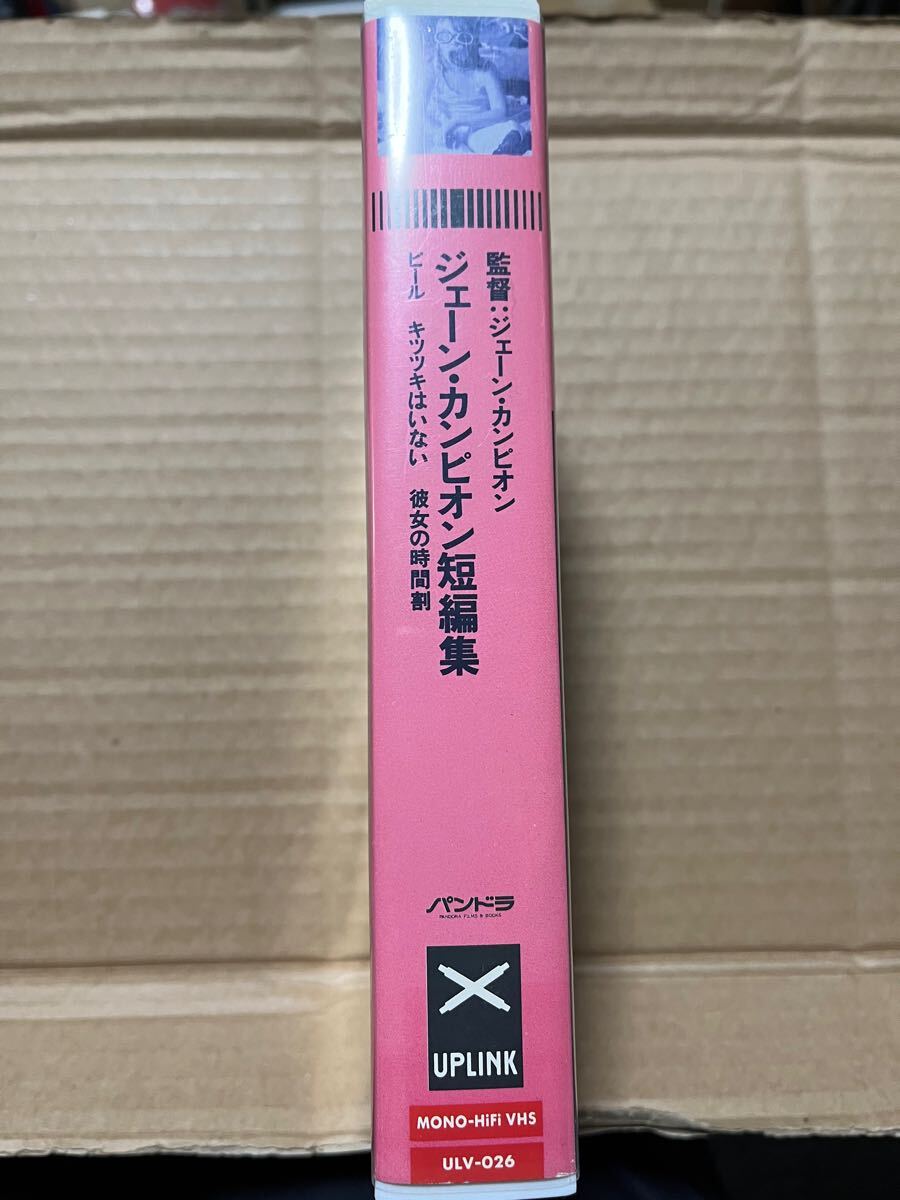 監督:ジェーン・カンピオン
ジェーン・カンピオン短編集
ピール キツツキはいない 彼女の時間割
パンドラ
PANDORA FILMS & BOOKS
UPLINK
MONO-HiFi VHS
ULV-026